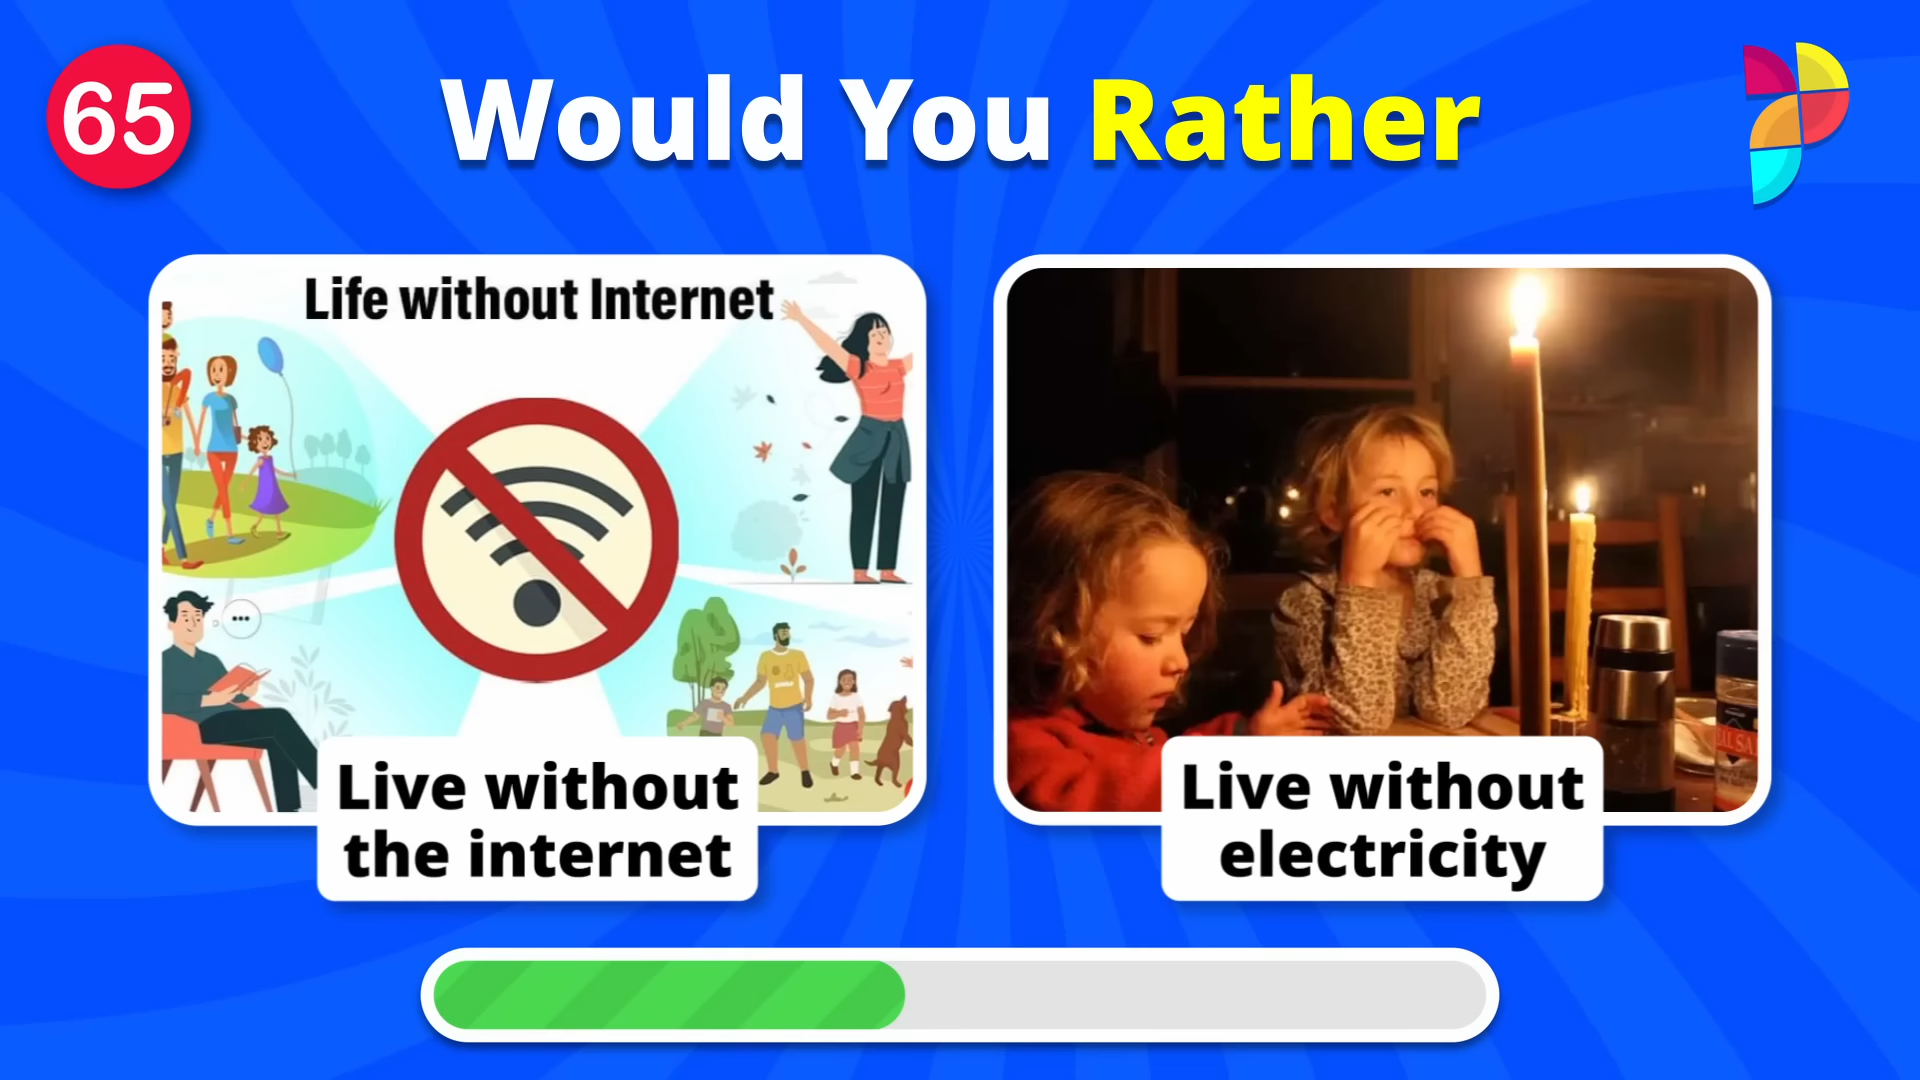 65
Would You Rather
Life without Internet
Live without
the internet
Live without
electricity